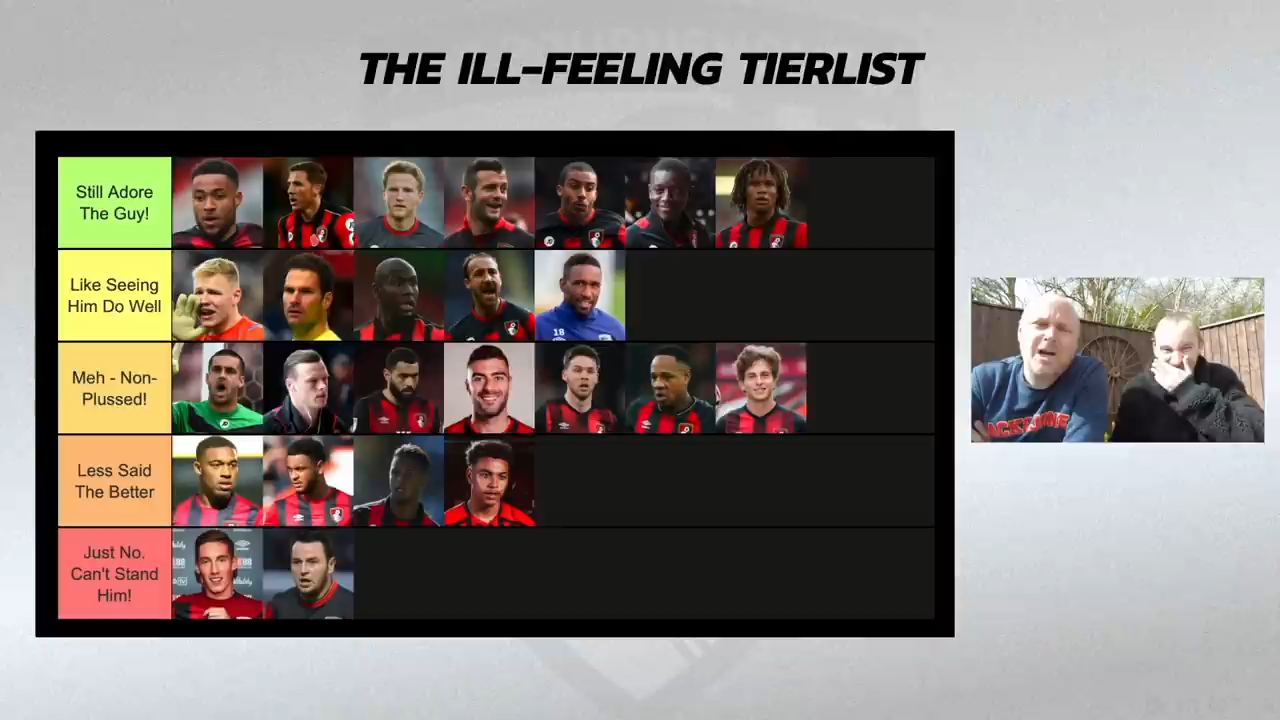 THE ILL-FEELING TIERLIST
Still Adore
The Guy!
Like Seeing
Him Do Well
Meh - Non-
Plussed!
Less Said
The Better
Just No.
Can't Stand
Him!
18